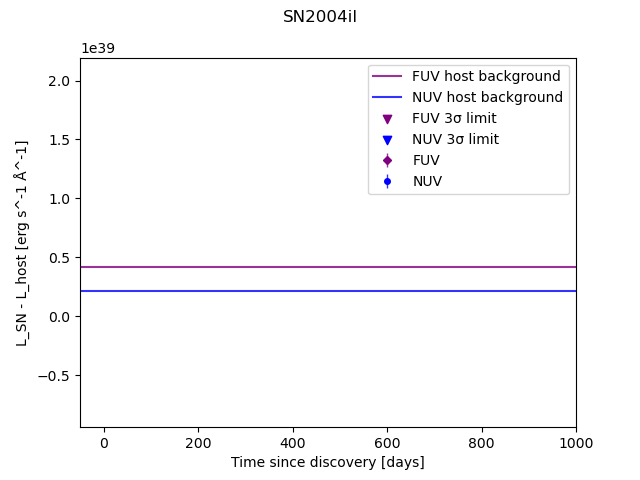 SN2004il
1e39
FUV host background
NUV host background
FUV 3σ limit
NUV 3σ limit
FUV
NUV
2.0
1.5
1.0
0.5
0.0
−0.5
L_SN - L_host [erg s^-1 Å^-1]
0 200 400 600 800 1000
Time since discovery [days]